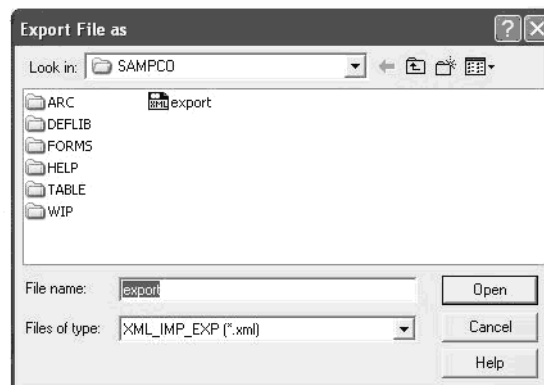 Export File as
Look in: SAMPCO
ARC
export
DEFLIB
FORMS
HELP
TABLE
WIP
File name: export Open
Files of type: XML_IMP_EXP (*.xml) Cancel
Help